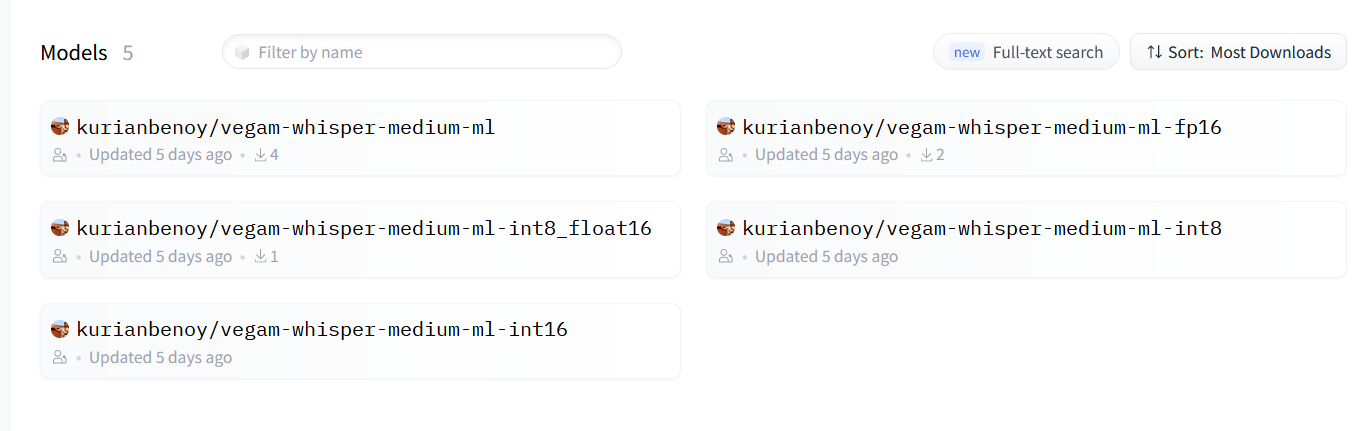 Models 5
Filter by name
new Full-text search
Sort: Most Downloads
kurianbenoy/vegam-whisper-medium-ml
• Updated 5 days ago • 4
kurianbenoy/vegam-whisper-medium-ml-fp16
• Updated 5 days ago • 2
kurianbenoy/vegam-whisper-medium-ml-int8_float16
• Updated 5 days ago • 1
kurianbenoy/vegam-whisper-medium-ml-int8
• Updated 5 days ago
kurianbenoy/vegam-whisper-medium-ml-int16
• Updated 5 days ago